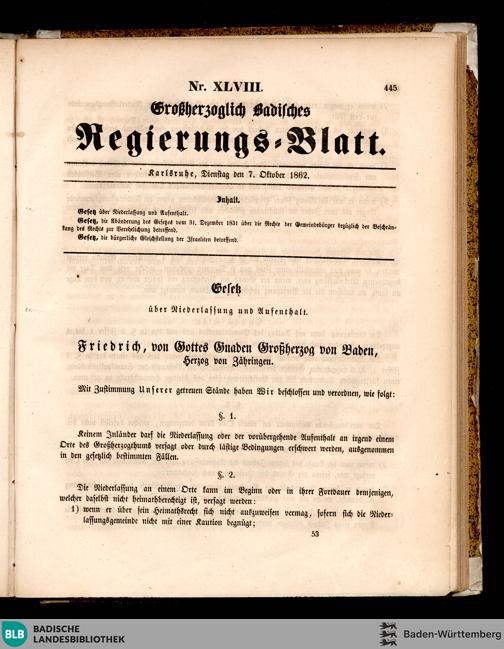 Nr. XLVIII. 445
Großherzoglich Badisches
Regierungs-Blatt.
Karlsruhe, Dienstag den 7. Oktober 1862.
Inhalt.
Gesetz über Niederlassung und Aufenthalt.
Gesetz, die Abänderung des Gesetzes vom 31. Dezember 1831 über die Rechte der Gemeindebürger bezüglich der Beschrän-
kung des Rechts zur Verehelichung betreffend.
Gesetz, die bürgerliche Gleichstellung der Israeliten betreffend.
Gesetz
über Niederlassung und Aufenthalt.
Friedrich, von Gottes Gnaden Großherzog von Baden,
Herzog von Zähringen.
Mit Zustimmung Unserer getreuen Stände haben Wir beschlossen und verordnen, wie folgt:
§. 1.
Keinem Inländer darf die Niederlassung oder der vorübergehende Aufenthalt an irgend einem
Orte des Großherzogthums versagt oder durch lästige Bedingungen erschwert werden, ausgenommen
in den gesetzlich bestimmten Fällen.
§. 2.
Die Niederlassung an einem Orte kann im Beginn oder in ihrer Fortdauer demjenigen,
welcher daselbst nicht heimathberechtigt ist, versagt werden:
1) wenn er über sein Heimathsrecht sich nicht auszuweisen vermag, sofern sich die Nieder-
lassungsgemeinde nicht mit einer Kaution begnügt;
53
BLB BADISCHE
LANDESBIBLIOTHEK
Baden-Württemberg